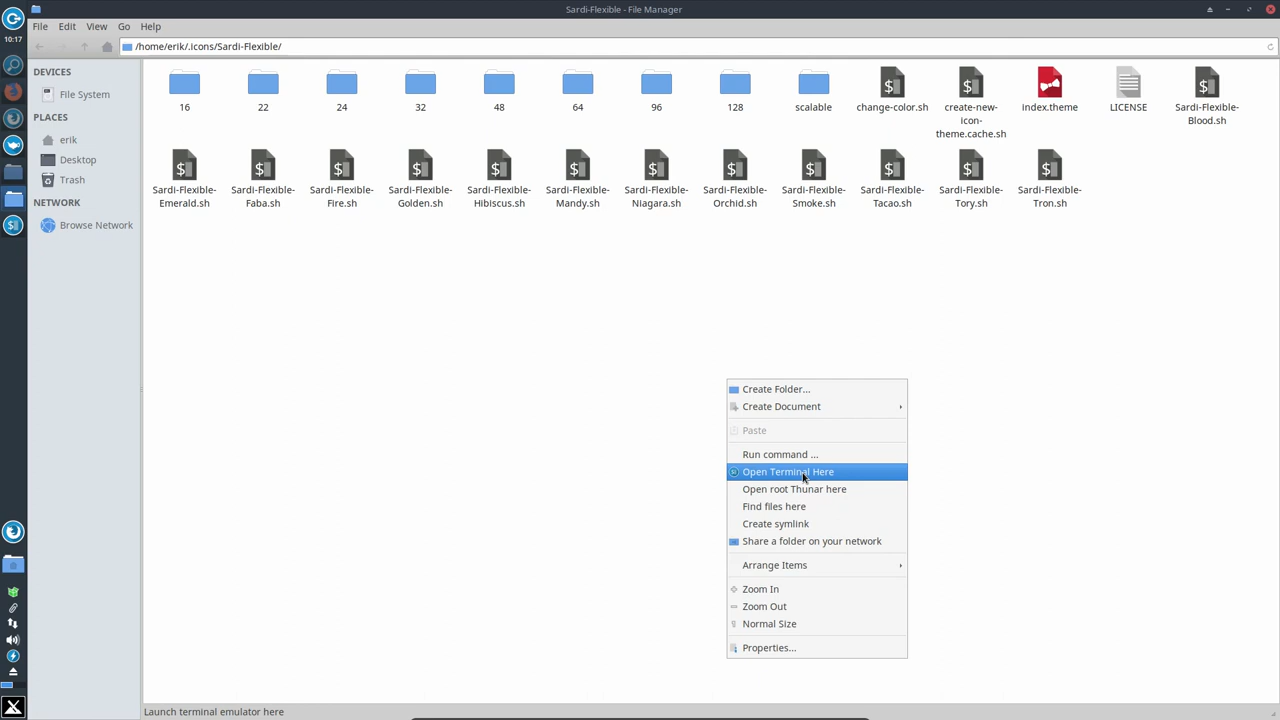 Sardi-Flexible - File Manager
File Edit View Go Help
10:17
/home/erik/.icons/Sardi-Flexible/
DEVICES
File System
PLACES
erik
Desktop
Trash
NETWORK
Browse Network
16 22 24 32 48 64 96 128 scalable change-color.sh create-new-icon-theme.cache.sh index.theme LICENSE Sardi-Flexible-Blood.sh
Sardi-Flexible-Emerald.sh Sardi-Flexible-Faba.sh Sardi-Flexible-Fire.sh Sardi-Flexible-Golden.sh Sardi-Flexible-Hibiscus.sh Sardi-Flexible-Mandy.sh Sardi-Flexible-Niagara.sh Sardi-Flexible-Orchid.sh Sardi-Flexible-Smoke.sh Sardi-Flexible-Tacao.sh Sardi-Flexible-Tory.sh Sardi-Flexible-Tron.sh
Create Folder...
Create Document
Paste
Run command ...
Open Terminal Here
Open root Thunar here
Find files here
Create symlink
Share a folder on your network
Arrange Items
Zoom In
Zoom Out
Normal Size
Properties...
Launch terminal emulator here